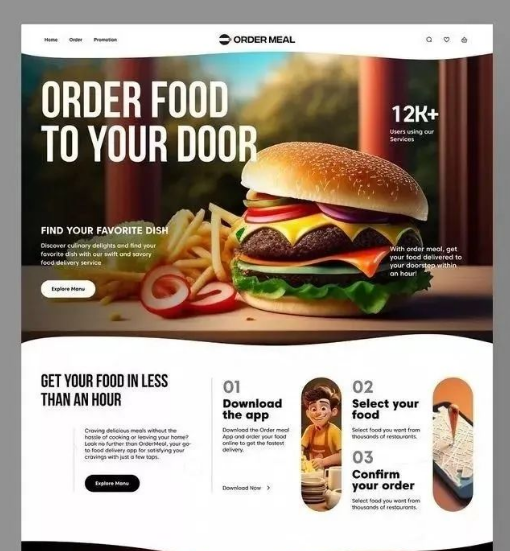 Home Order Promotion
ORDER MEAL
ORDER FOOD
TO YOUR DOOR
12K+
Users using our
Services
FIND YOUR FAVORITE DISH
Discover culinary delights and find your
favorite dish with our swift and savory
food delivery service
Explore Menu
With order meal, get
your food delivered to
your doorstep within
an hour!
GET YOUR FOOD IN LESS
THAN AN HOUR
Craving delicious meals without the
hassle of cooking or leaving your home?
Look no further than OrderMeal, your go-
to food delivery app for satisfying your
cravings with just a few taps.
Explore Menu
01
Download
the app
Download the Order meal
App and order your food
online to get the fastest
delivery.
Download Now >
02
Select your
food
Select food you want from
thousands of restaurants.
03
Confirm
your order
Select food you want from
thousands of restaurants.